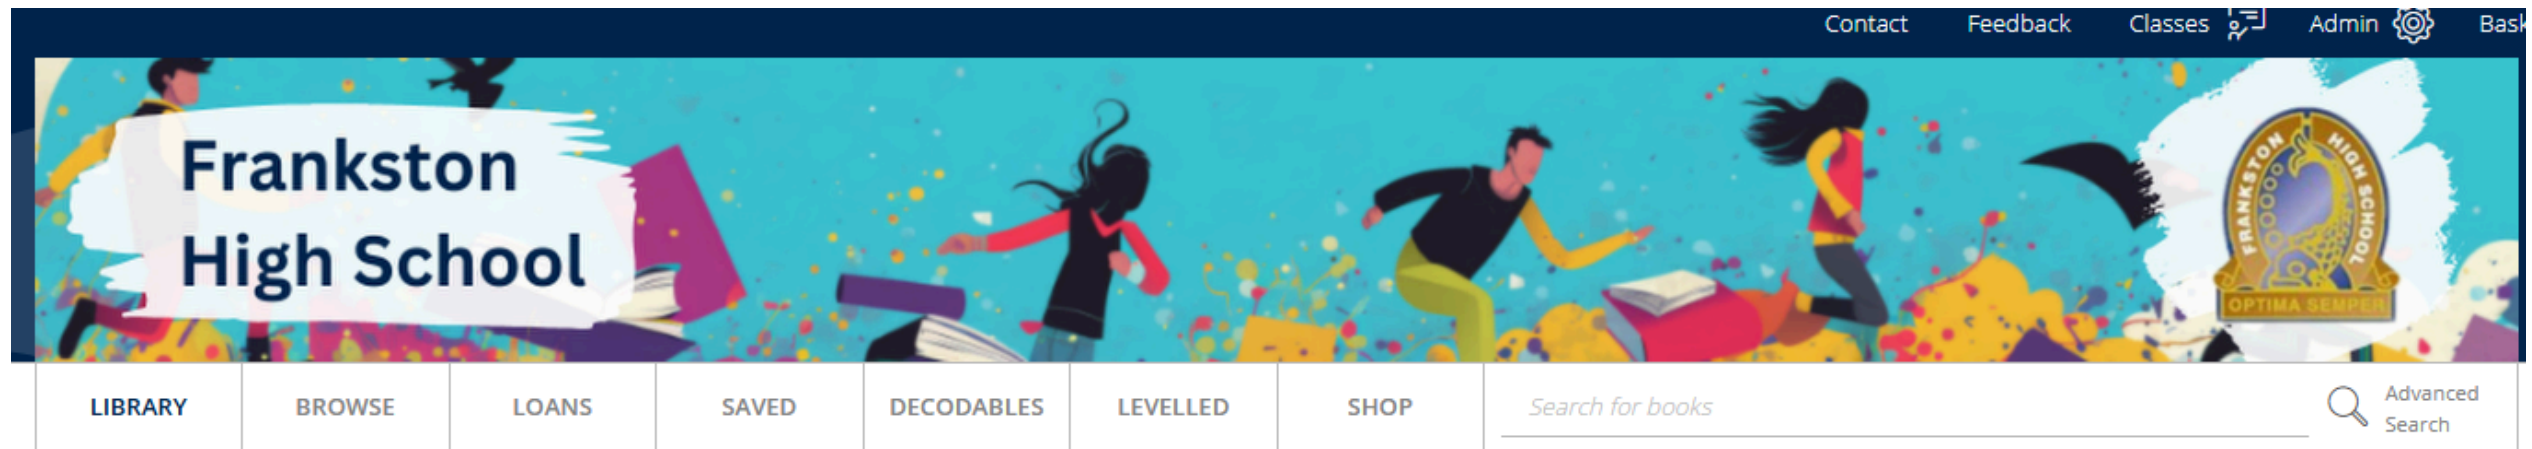 Contact Feedback Classes Admin Bask
Frankston
High School
FRANKSTON HIGH SCHOOL
OPTIMA SEMPER
LIBRARY BROWSE LOANS SAVED DECODABLES LEVELLED SHOP Search for books Advanced
Search